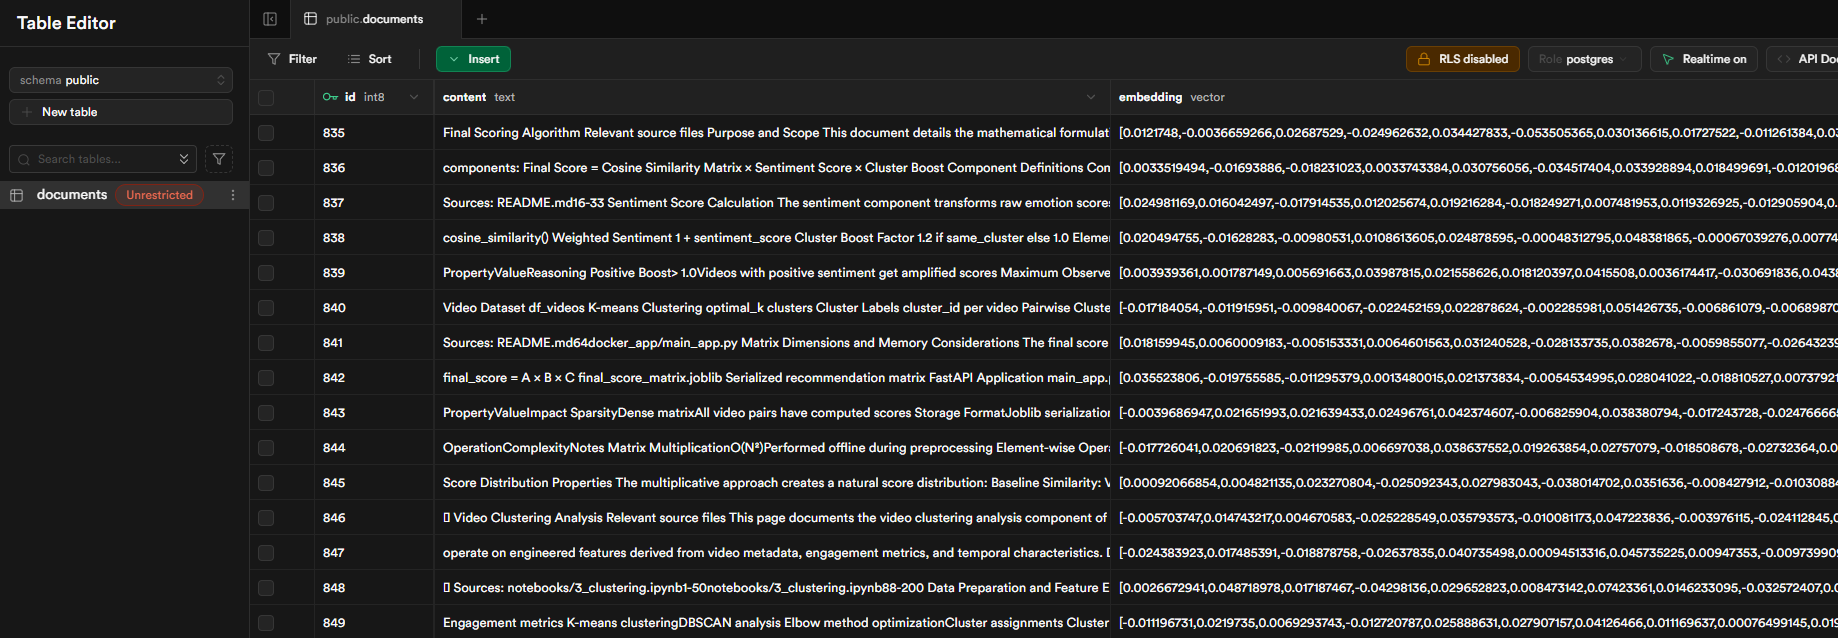 Table Editor
public.documents
schema public
New table
Search tables...
documents Unrestricted
Filter Sort Insert RLS disabled Role postgres Realtime on API Doc
id int8 content text embedding vector
835 Final Scoring Algorithm Relevant source files Purpose and Scope This document details the mathematical formulat [0.0121748,-0.0036659266,0.02687529,-0.024962632,0.034427833,-0.053505365,0.030136615,0.01727522,-0.011261384,0.03
836 components: Final Score = Cosine Similarity Matrix × Sentiment Score × Cluster Boost Component Definitions Con [0.0033519494,-0.01693886,-0.018231023,0.0033743384,0.030756056,-0.034517404,0.033928894,0.018499691,-0.0120196
837 Sources: README.md16-33 Sentiment Score Calculation The sentiment component transforms raw emotion score [0.024981169,0.016042497,-0.017914535,0.012025674,0.019216284,-0.018249271,0.007481953,0.0119326925,-0.012905904,0.
838 cosine_similarity() Weighted Sentiment 1 + sentiment_score Cluster Boost Factor 1.2 if same_cluster else 1.0 Eleme [0.020494755,-0.01628283,-0.00980531,0.0108613605,0.024878595,-0.00048312795,0.048381865,-0.00067039276,0.00774
839 PropertyValueReasoning Positive Boost> 1.0Videos with positive sentiment get amplified scores Maximum Observe [0.003939361,0.001787149,0.005691663,0.03987815,0.021558626,0.018120397,0.0415508,0.0036174417,-0.030691836,0.0438
840 Video Dataset df_videos K-means Clustering optimal_k clusters Cluster Labels cluster_id per video Pairwise Cluste [-0.017184054,-0.011915951,-0.009840067,-0.022452159,0.022878624,-0.002285981,0.051426735,-0.006861079,-0.0068987
841 Sources: README.md64docker_app/main_app.py Matrix Dimensions and Memory Considerations The final score [0.018159945,0.0060009183,-0.005153331,0.0064601563,0.031240528,-0.028133735,0.0382678,-0.0059855077,-0.02643239
842 final_score = A × B × C final_score_matrix.joblib Serialized recommendation matrix FastAPI Application main_app.p [0.035523806,-0.019755585,-0.011295379,0.0013480015,0.021373834,-0.0054534995,0.028041022,-0.018810527,0.00737921
843 PropertyValueImpact SparsityDense matrixAll video pairs have computed scores Storage FormatJoblib serialization [-0.0039686947,0.021651993,0.021639433,0.02496761,0.042374607,-0.006825904,0.038380794,-0.017243728,-0.02476666
844 OperationComplexityNotes Matrix MultiplicationO(N²)Performed offline during preprocessing Element-wise Oper [-0.017726041,0.020691823,-0.02119985,0.006697038,0.038637552,0.019263854,0.02757079,-0.018508678,-0.02732364,0.0
845 Score Distribution Properties The multiplicative approach creates a natural score distribution: Baseline Similarity: V [0.00092066854,0.004821135,0.023270804,-0.025092343,0.027983043,-0.038014702,0.0351636,-0.008427912,-0.01030884
846 Video Clustering Analysis Relevant source files This page documents the video clustering analysis component of [-0.005703747,0.014743217,0.004670583,-0.025228549,0.035793573,-0.010081173,0.047223836,-0.003976115,-0.024112845,0
847 operate on engineered features derived from video metadata, engagement metrics, and temporal characteristics. D [-0.024383923,0.017485391,-0.018878758,-0.02637835,0.040735498,0.00094513316,0.045735225,0.00947353,-0.00973990
848 Sources: notebooks/3_clustering.ipynb1-50notebooks/3_clustering.ipynb88-200 Data Preparation and Feature E [0.0026672941,0.048718978,0.017187467,-0.04298136,0.029652823,0.008473142,0.07423361,0.0146233095,-0.032572407,0.
849 Engagement metrics K-means clusteringDBSCAN analysis Elbow method optimizationCluster assignments Cluster [-0.01196731,0.0219735,0.0069293743,-0.012720787,0.025888631,0.027907157,0.04126466,0.01169637,0.00076499145,0.019